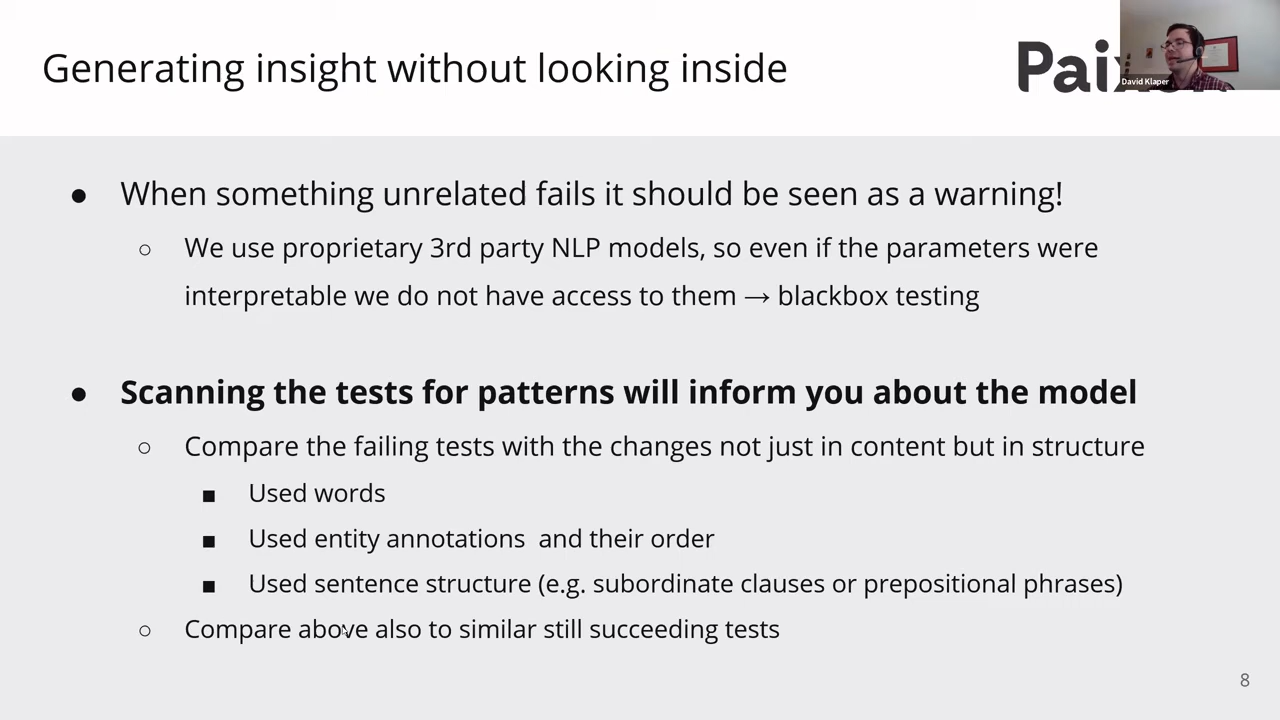 Generating insight without looking inside
Pai
David Klaper
● When something unrelated fails it should be seen as a warning!
○ We use proprietary 3rd party NLP models, so even if the parameters were
interpretable we do not have access to them → blackbox testing
● Scanning the tests for patterns will inform you about the model
○ Compare the failing tests with the changes not just in content but in structure
■ Used words
■ Used entity annotations  and their order
■ Used sentence structure (e.g. subordinate clauses or prepositional phrases)
○ Compare above also to similar still succeeding tests
8